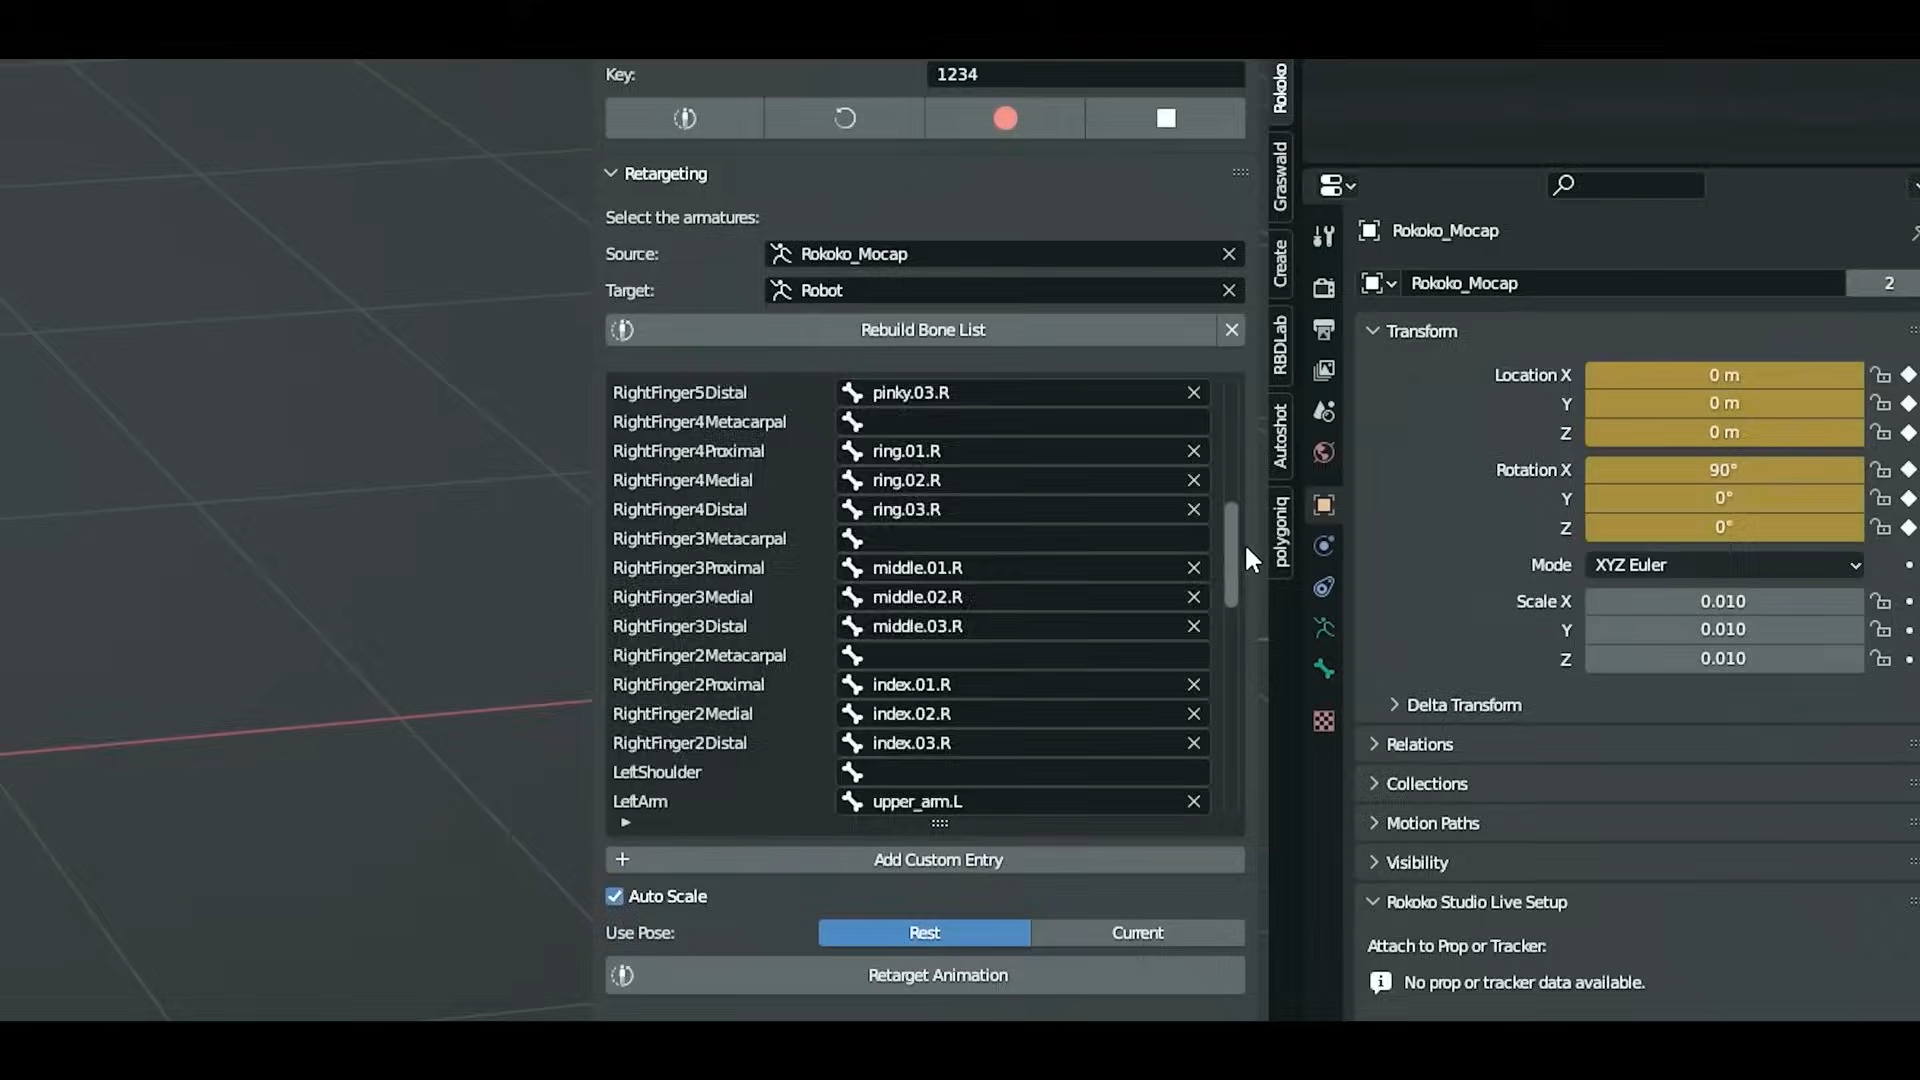 Key: 1234
Retargeting
Select the armatures:
Source: Rokoko_Mocap
Target: Robot
Rebuild Bone List
RightFinger5Distal pinky.03.R
RightFinger4Metacarpal
RightFinger4Proximal ring.01.R
RightFinger4Medial ring.02.R
RightFinger4Distal ring.03.R
RightFinger3Metacarpal
RightFinger3Proximal middle.01.R
RightFinger3Medial middle.02.R
RightFinger3Distal middle.03.R
RightFinger2Metacarpal
RightFinger2Proximal index.01.R
RightFinger2Medial index.02.R
RightFinger2Distal index.03.R
LeftShoulder
LeftArm upper_arm.L
Add Custom Entry
Auto Scale
Use Pose: Rest Current
Retarget Animation
Rokoko
Graswald
Create
RBDLab
Autoshot
polygoniq
Rokoko_Mocap
Rokoko_Mocap 2
Transform
Location X 0 m
Y 0 m
Z 0 m
Rotation X 90°
Y 0°
Z 0°
Mode XYZ Euler
Scale X 0.010
Y 0.010
Z 0.010
Delta Transform
Relations
Collections
Motion Paths
Visibility
Rokoko Studio Live Setup
Attach to Prop or Tracker:
No prop or tracker data available.